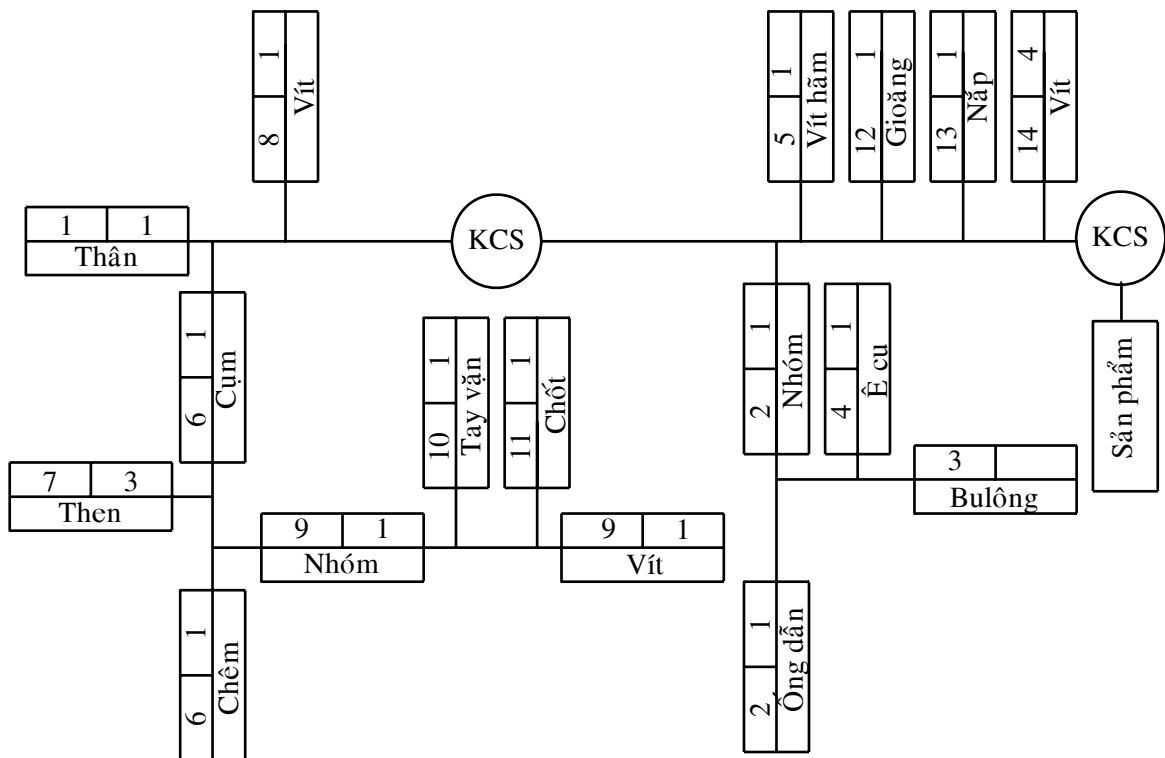 8 1
Vít
5 1
Vít hãm
12 1
Gioăng
13 1
Nắp
14 4
Vít
1 1
Thân
KCS
KCS
6 1
Cụm
10 1
Tay vặn
11 1
Chốt
2 1
Nhóm
4 1
Ê cu
Sản phẩm
7 3
Then
3
Bulông
9 1
Nhóm
9 1
Vít
6 1
Chêm
2 1
Ống dẫn